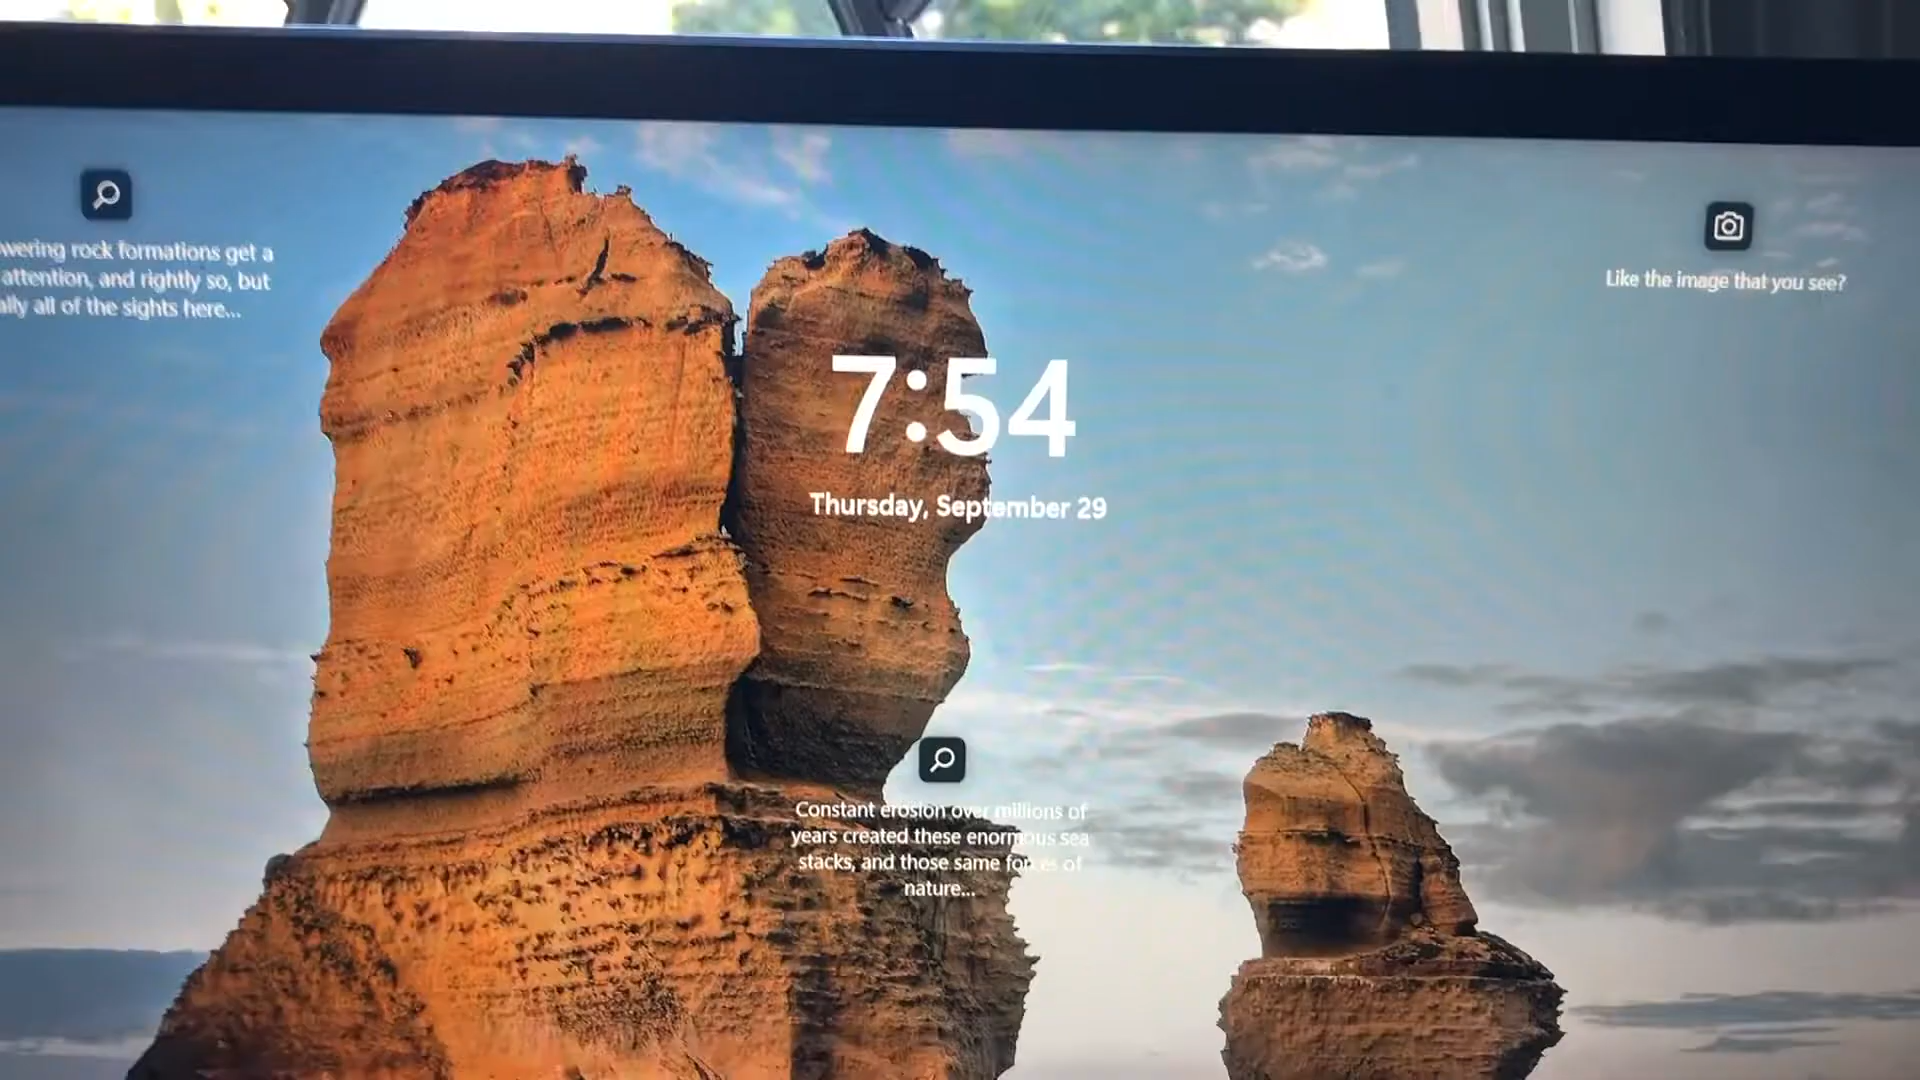 rock formations get a
attention, and rightly so, but
all of the sights here...
Like the image that you see?
7:54
Thursday, September 29
Constant erosion over millions of
years created these enormous sea
stacks, and those same forces of
nature...